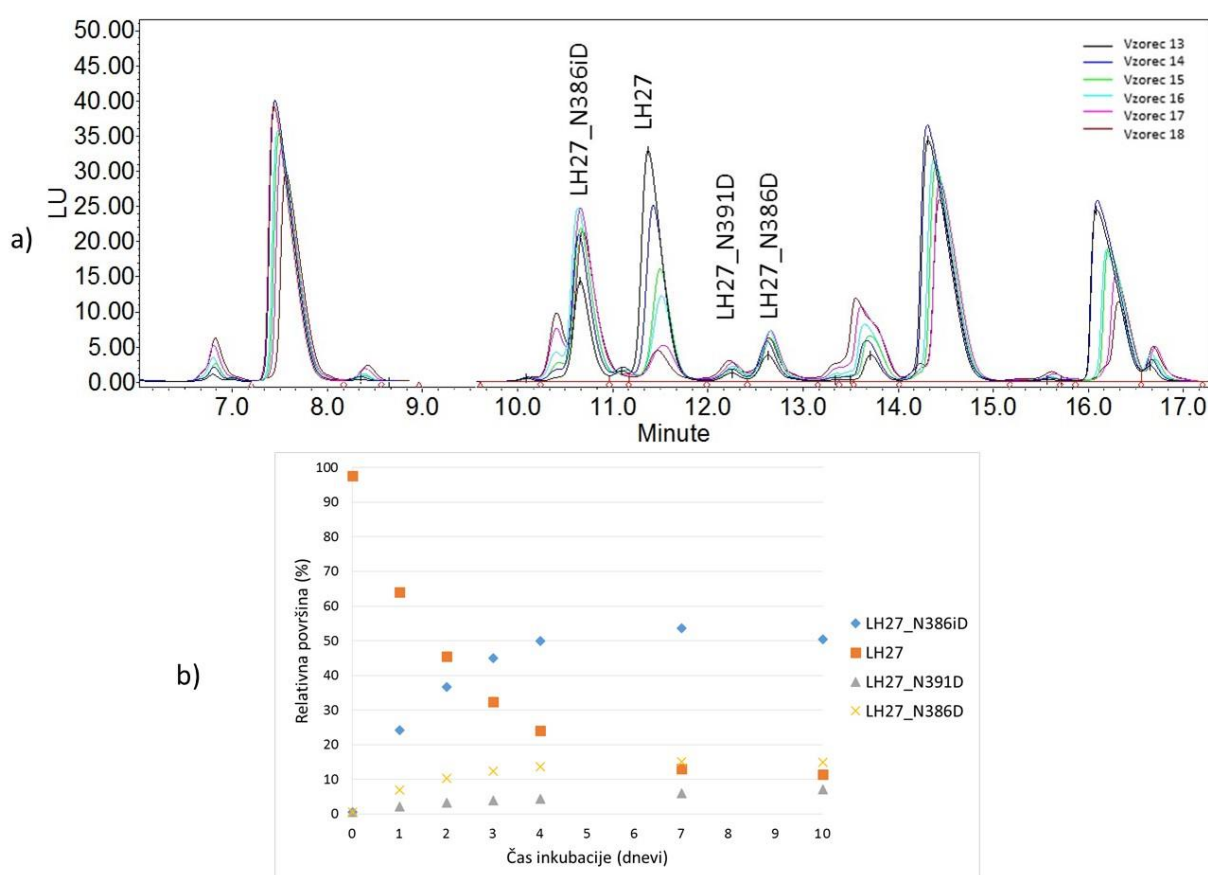 50.00
45.00
40.00
35.00
30.00
25.00
20.00
15.00
10.00
5.00
0.00
LU
a)
LH27_N386iD
LH27
LH27_N391D
LH27_N386D
Vzorec 13
Vzorec 14
Vzorec 15
Vzorec 16
Vzorec 17
Vzorec 18
7.0 8.0 9.0 10.0 11.0 12.0 13.0 14.0 15.0 16.0 17.0
Minute
b)
Relativna površina (%)
100
90
80
70
60
50
40
30
20
10
0
0 1 2 3 4 5 6 7 8 9 10
Čas inkubacije (dnevi)
LH27_N386iD
LH27
LH27_N391D
LH27_N386D